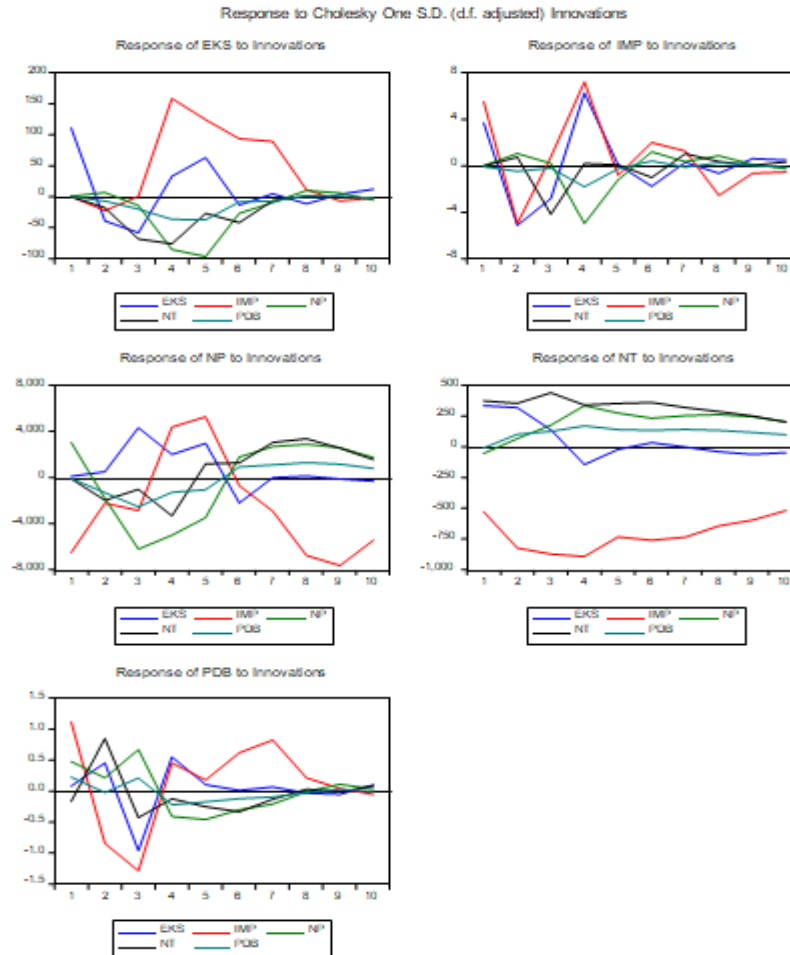 Response to Cholesky One S.D. (d.f. adjusted) Innovations
Response of EKS to Innovations
200
150
100
50
0
-50
-100
1 2 3 4 5 6 7 8 9 10
EKS IMP NP
NT PDB
Response of IMP to Innovations
8
4
0
-4
-8
1 2 3 4 5 6 7 8 9 10
EKS IMP NP
NT PDB
Response of NP to Innovations
8,000
4,000
0
-4,000
-8,000
1 2 3 4 5 6 7 8 9 10
EKS IMP NP
NT PDB
Response of NT to Innovations
500
250
0
-250
-500
-750
-1,000
1 2 3 4 5 6 7 8 9 10
EKS IMP NP
NT PDB
Response of PDB to Innovations
1.5
1.0
0.5
0.0
-0.5
-1.0
-1.5
1 2 3 4 5 6 7 8 9 10
EKS IMP NP
NT PDB